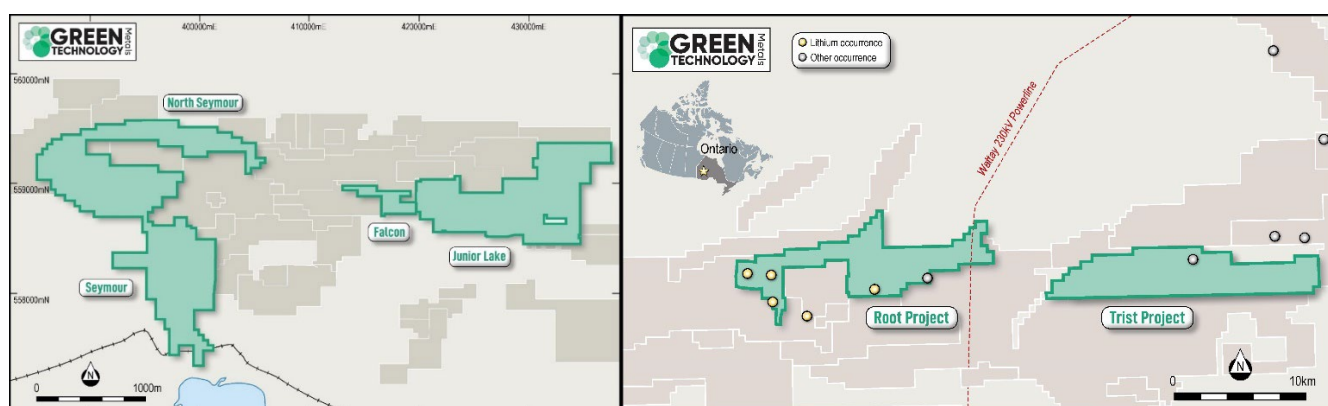 400000mE
410000mE
420000mE
430000mE
GREEN
TECHNOLOGY
Metals
560000mN
North Seymour
559000mN
Falcon
Junior Lake
Seymour
558000mN
N
0
1000m
GREEN
TECHNOLOGY
Metals
Lithium occurrence
Other occurrence
Ontario
Wattay 230kV Powerline
Root Project
Trist Project
N
0
10km